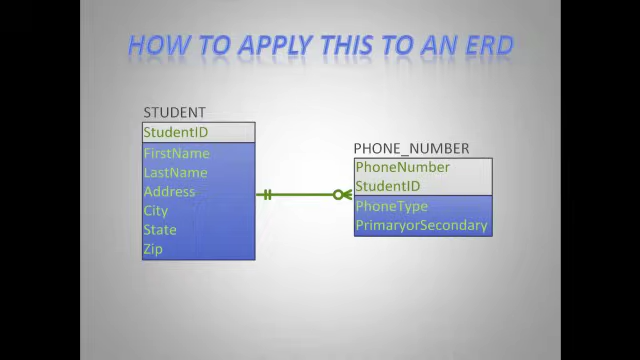 HOW TO APPLY THIS TO AN ERD
STUDENT
StudentID
FirstName
LastName
Address
City
State
Zip
PHONE_NUMBER
PhoneNumber
StudentID
PhoneType
PrimaryorSecondary